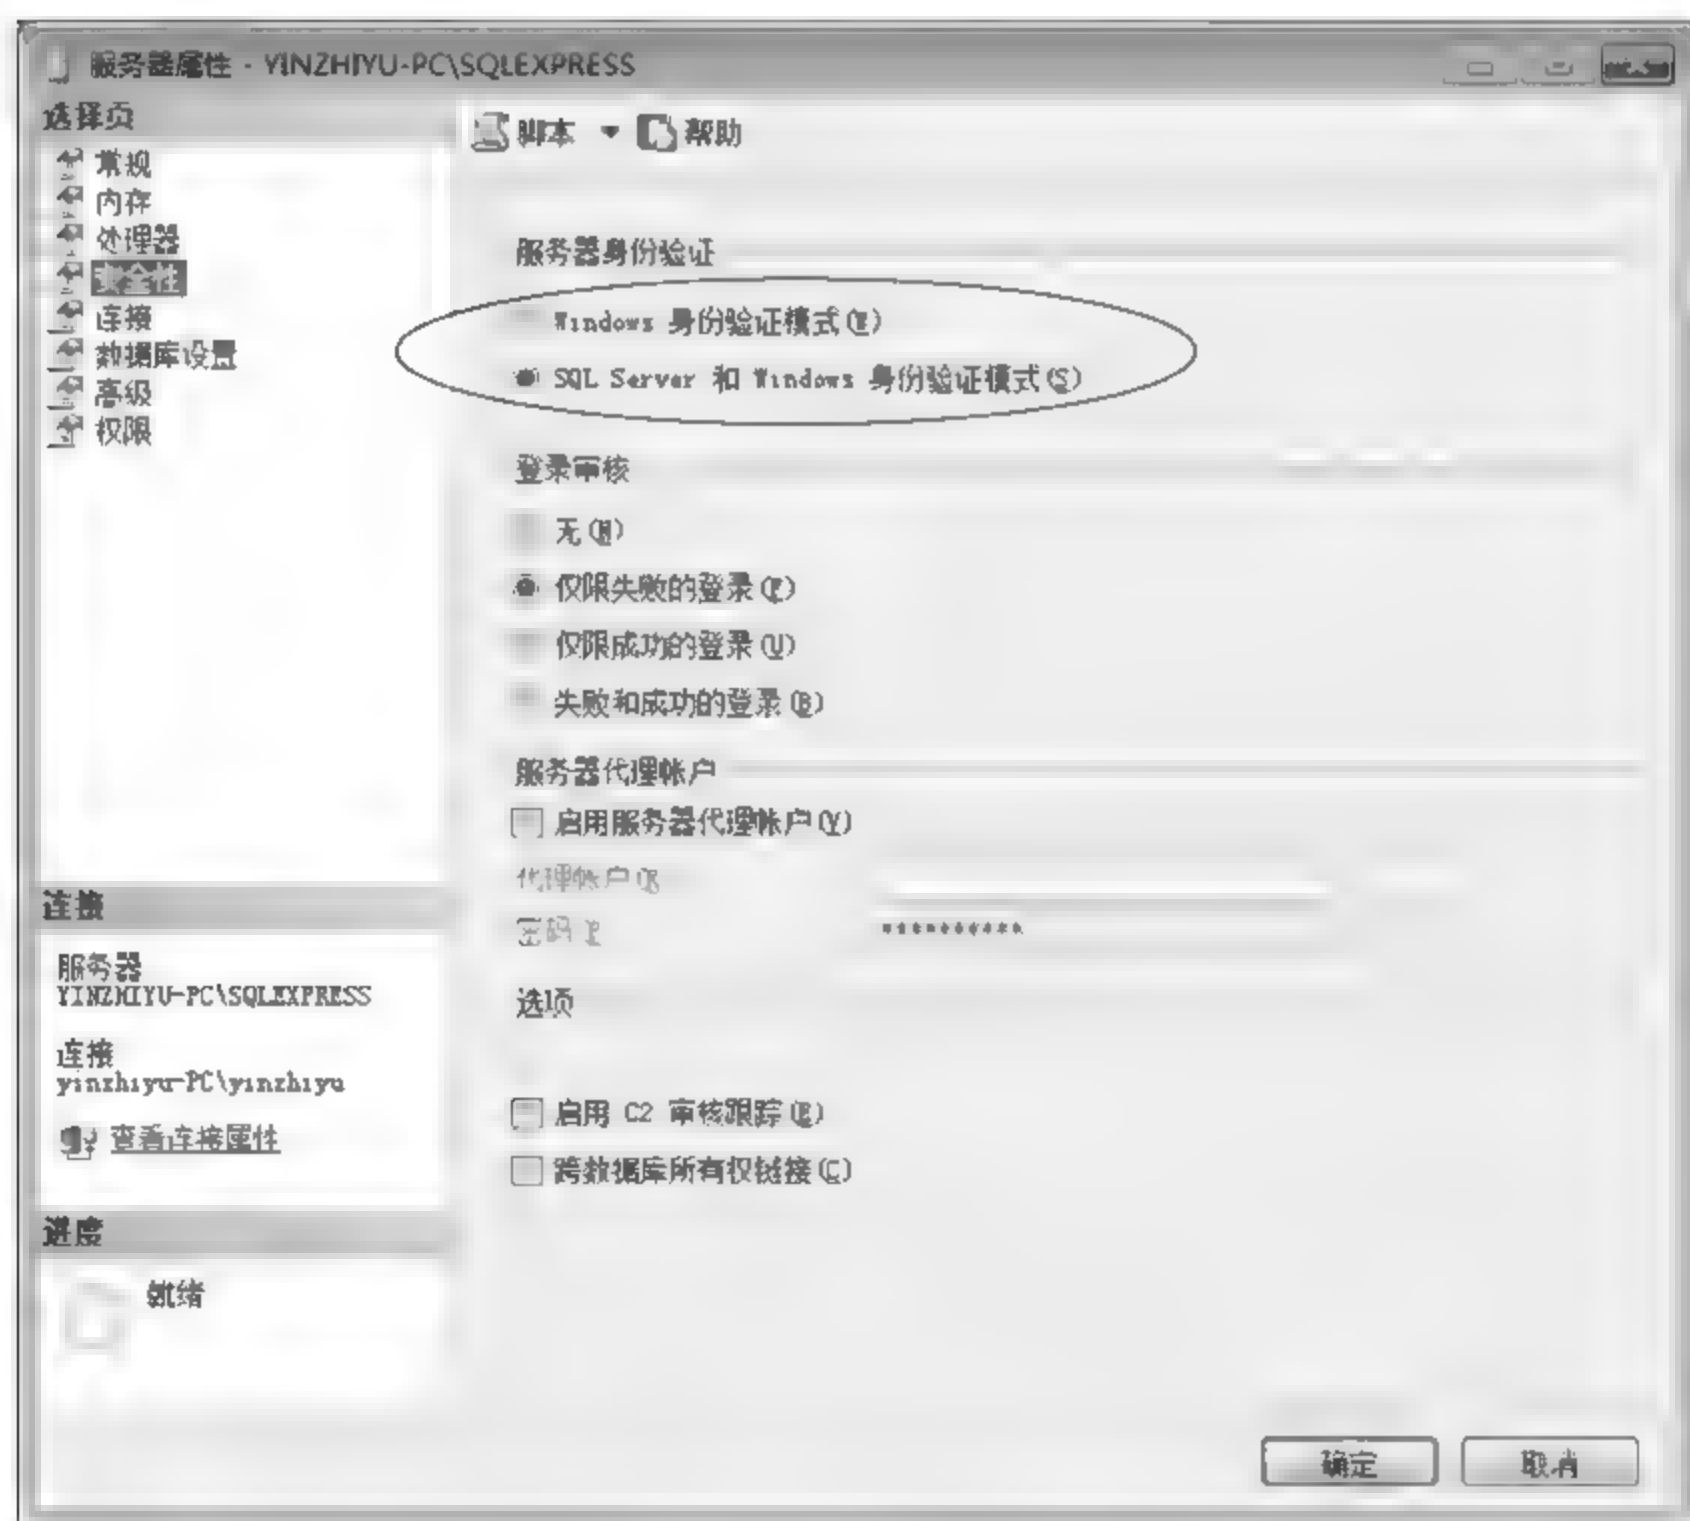 服务器属性 - YINZHIYU-PC\SQLEXPRESS
选择页
常规
内存
处理器
安全性
连接
数据库设置
高级
权限
脚本 帮助
服务器身份验证
Windows 身份验证模式(W)
SQL Server 和 Windows 身份验证模式(S)
登录审核
无(N)
仅限失败的登录(F)
仅限成功的登录(U)
失败和成功的登录(B)
服务器代理帐户
启用服务器代理帐户(Y)
代理帐户(R)
密码(P)
**********
选项
启用 C2 审核跟踪(E)
跨数据库所有权链接(C)
连接
服务器
YINZHIYU-PC\SQLEXPRESS
连接
yinzhiyu-PC\yinzhiyu
查看连接属性
进度
就绪
确定 取消